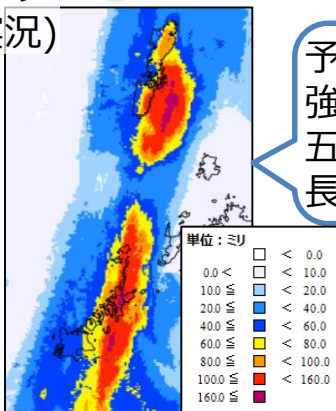 実況)
予
強
五
長
単位:ミリ
< 0.0
0.0 < < 10.0
10.0 ≦ < 20.0
20.0 ≦ < 40.0
40.0 ≦ < 60.0
60.0 ≦ < 80.0
80.0 ≦ < 100.0
100.0 ≦ < 160.0
160.0 ≦